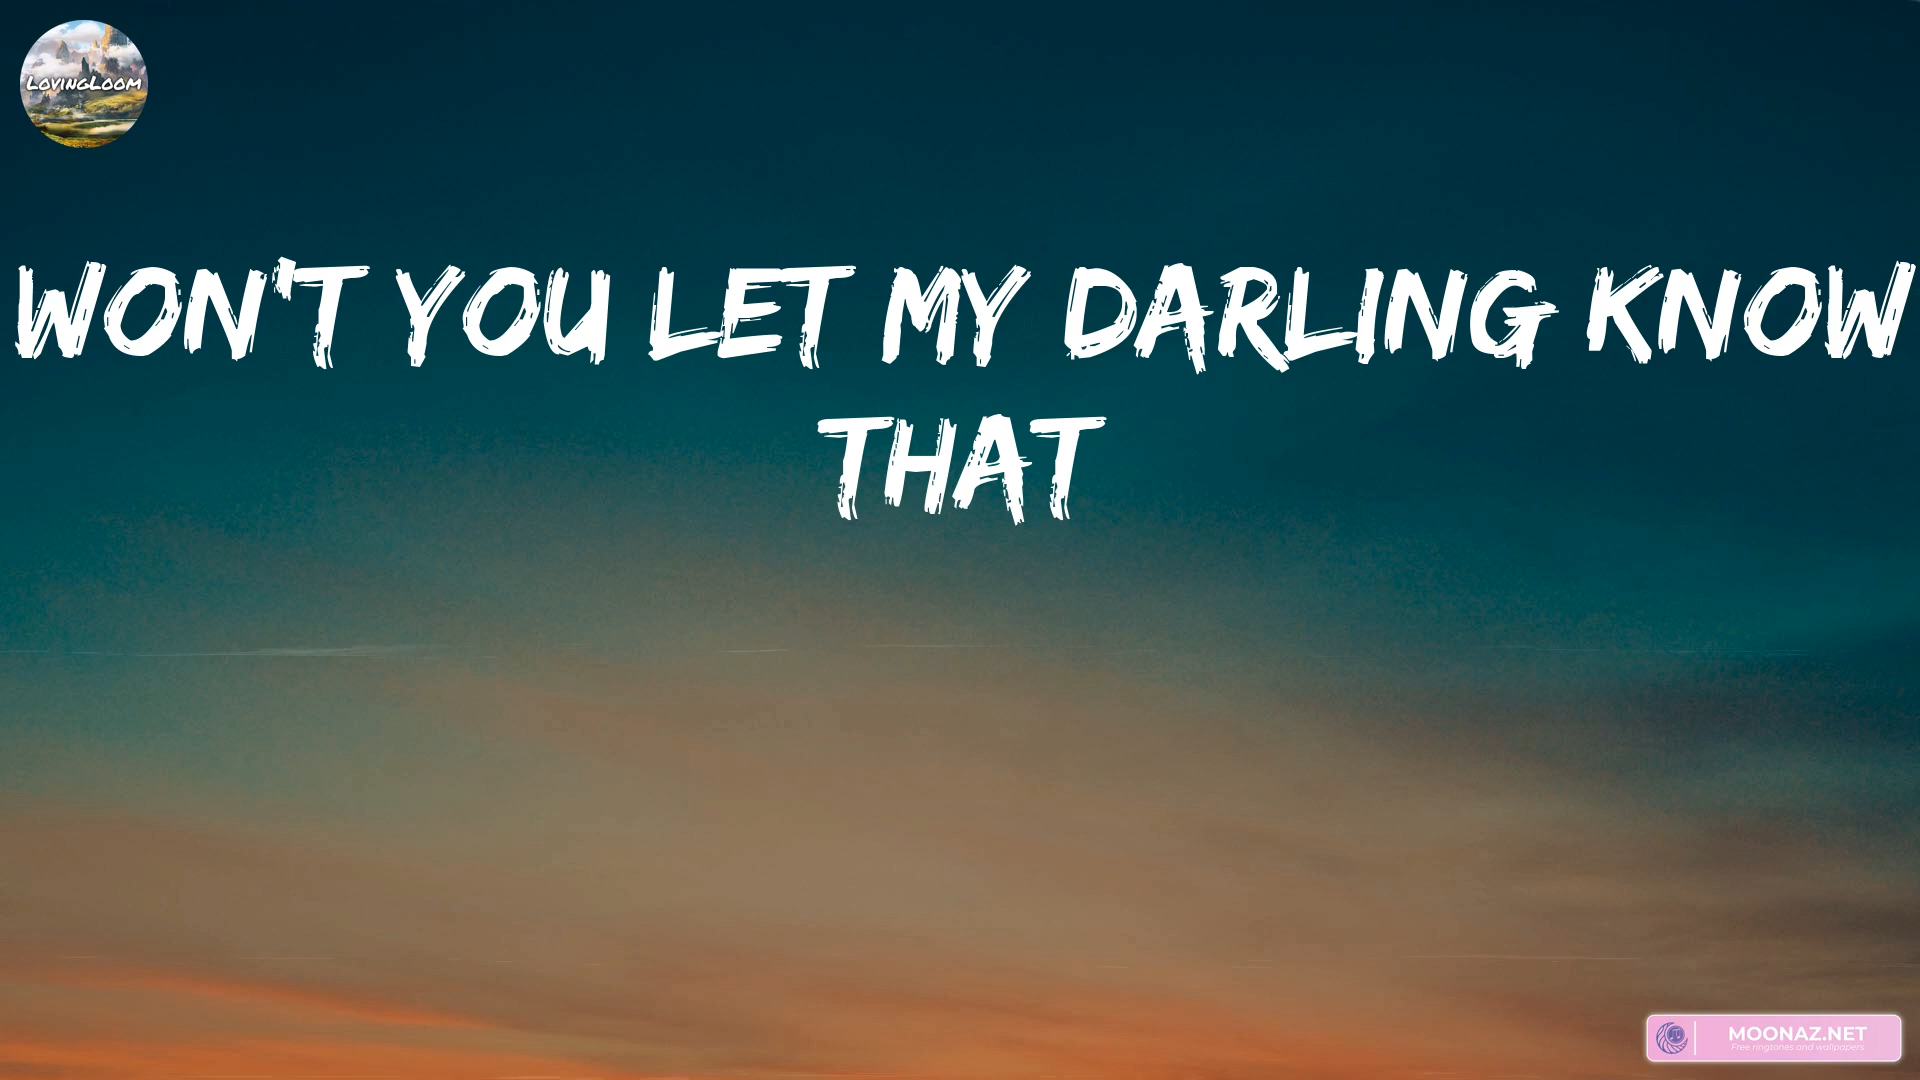 LOVINGLOOM
WON'T YOU LET MY DARLING KNOW
THAT
MOONAZ.NET
Free ringtones and wallpapers